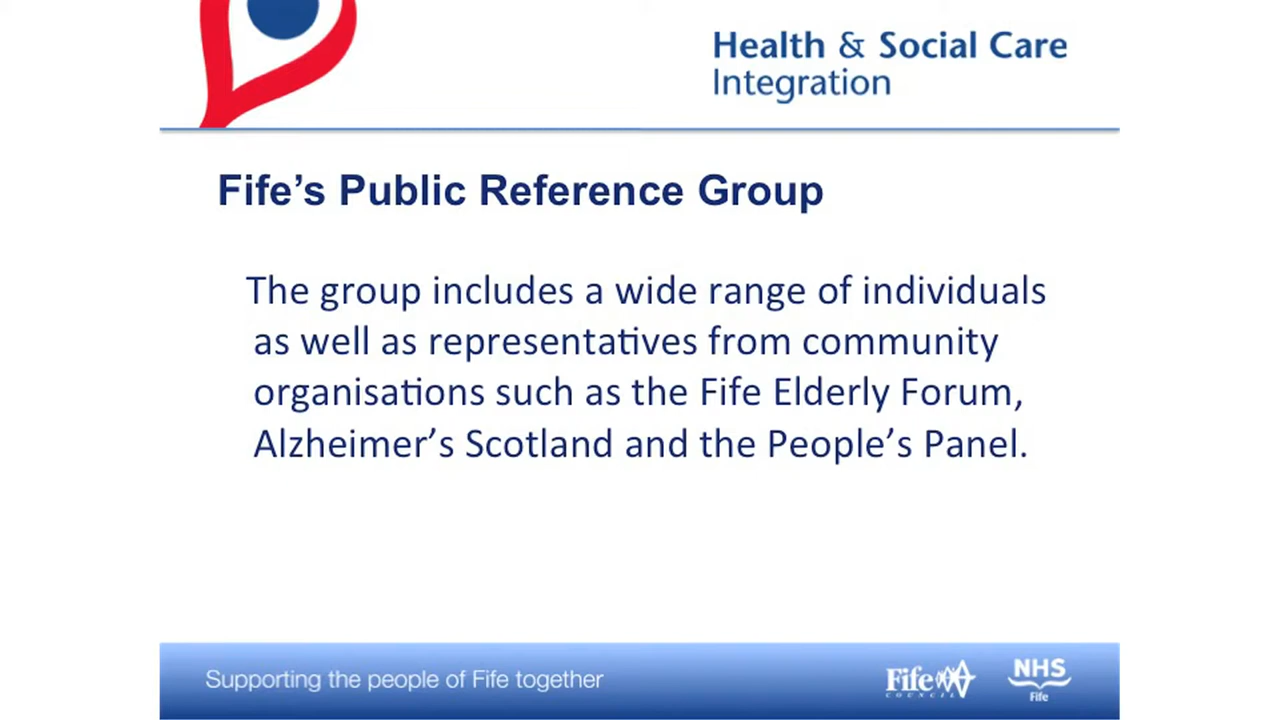 Health & Social Care
Integration
Fife’s Public Reference Group
The group includes a wide range of individuals
as well as representatives from community
organisations such as the Fife Elderly Forum,
Alzheimer’s Scotland and the People’s Panel.
Supporting the people of Fife together
Fife
COUNCIL
NHS
Fife